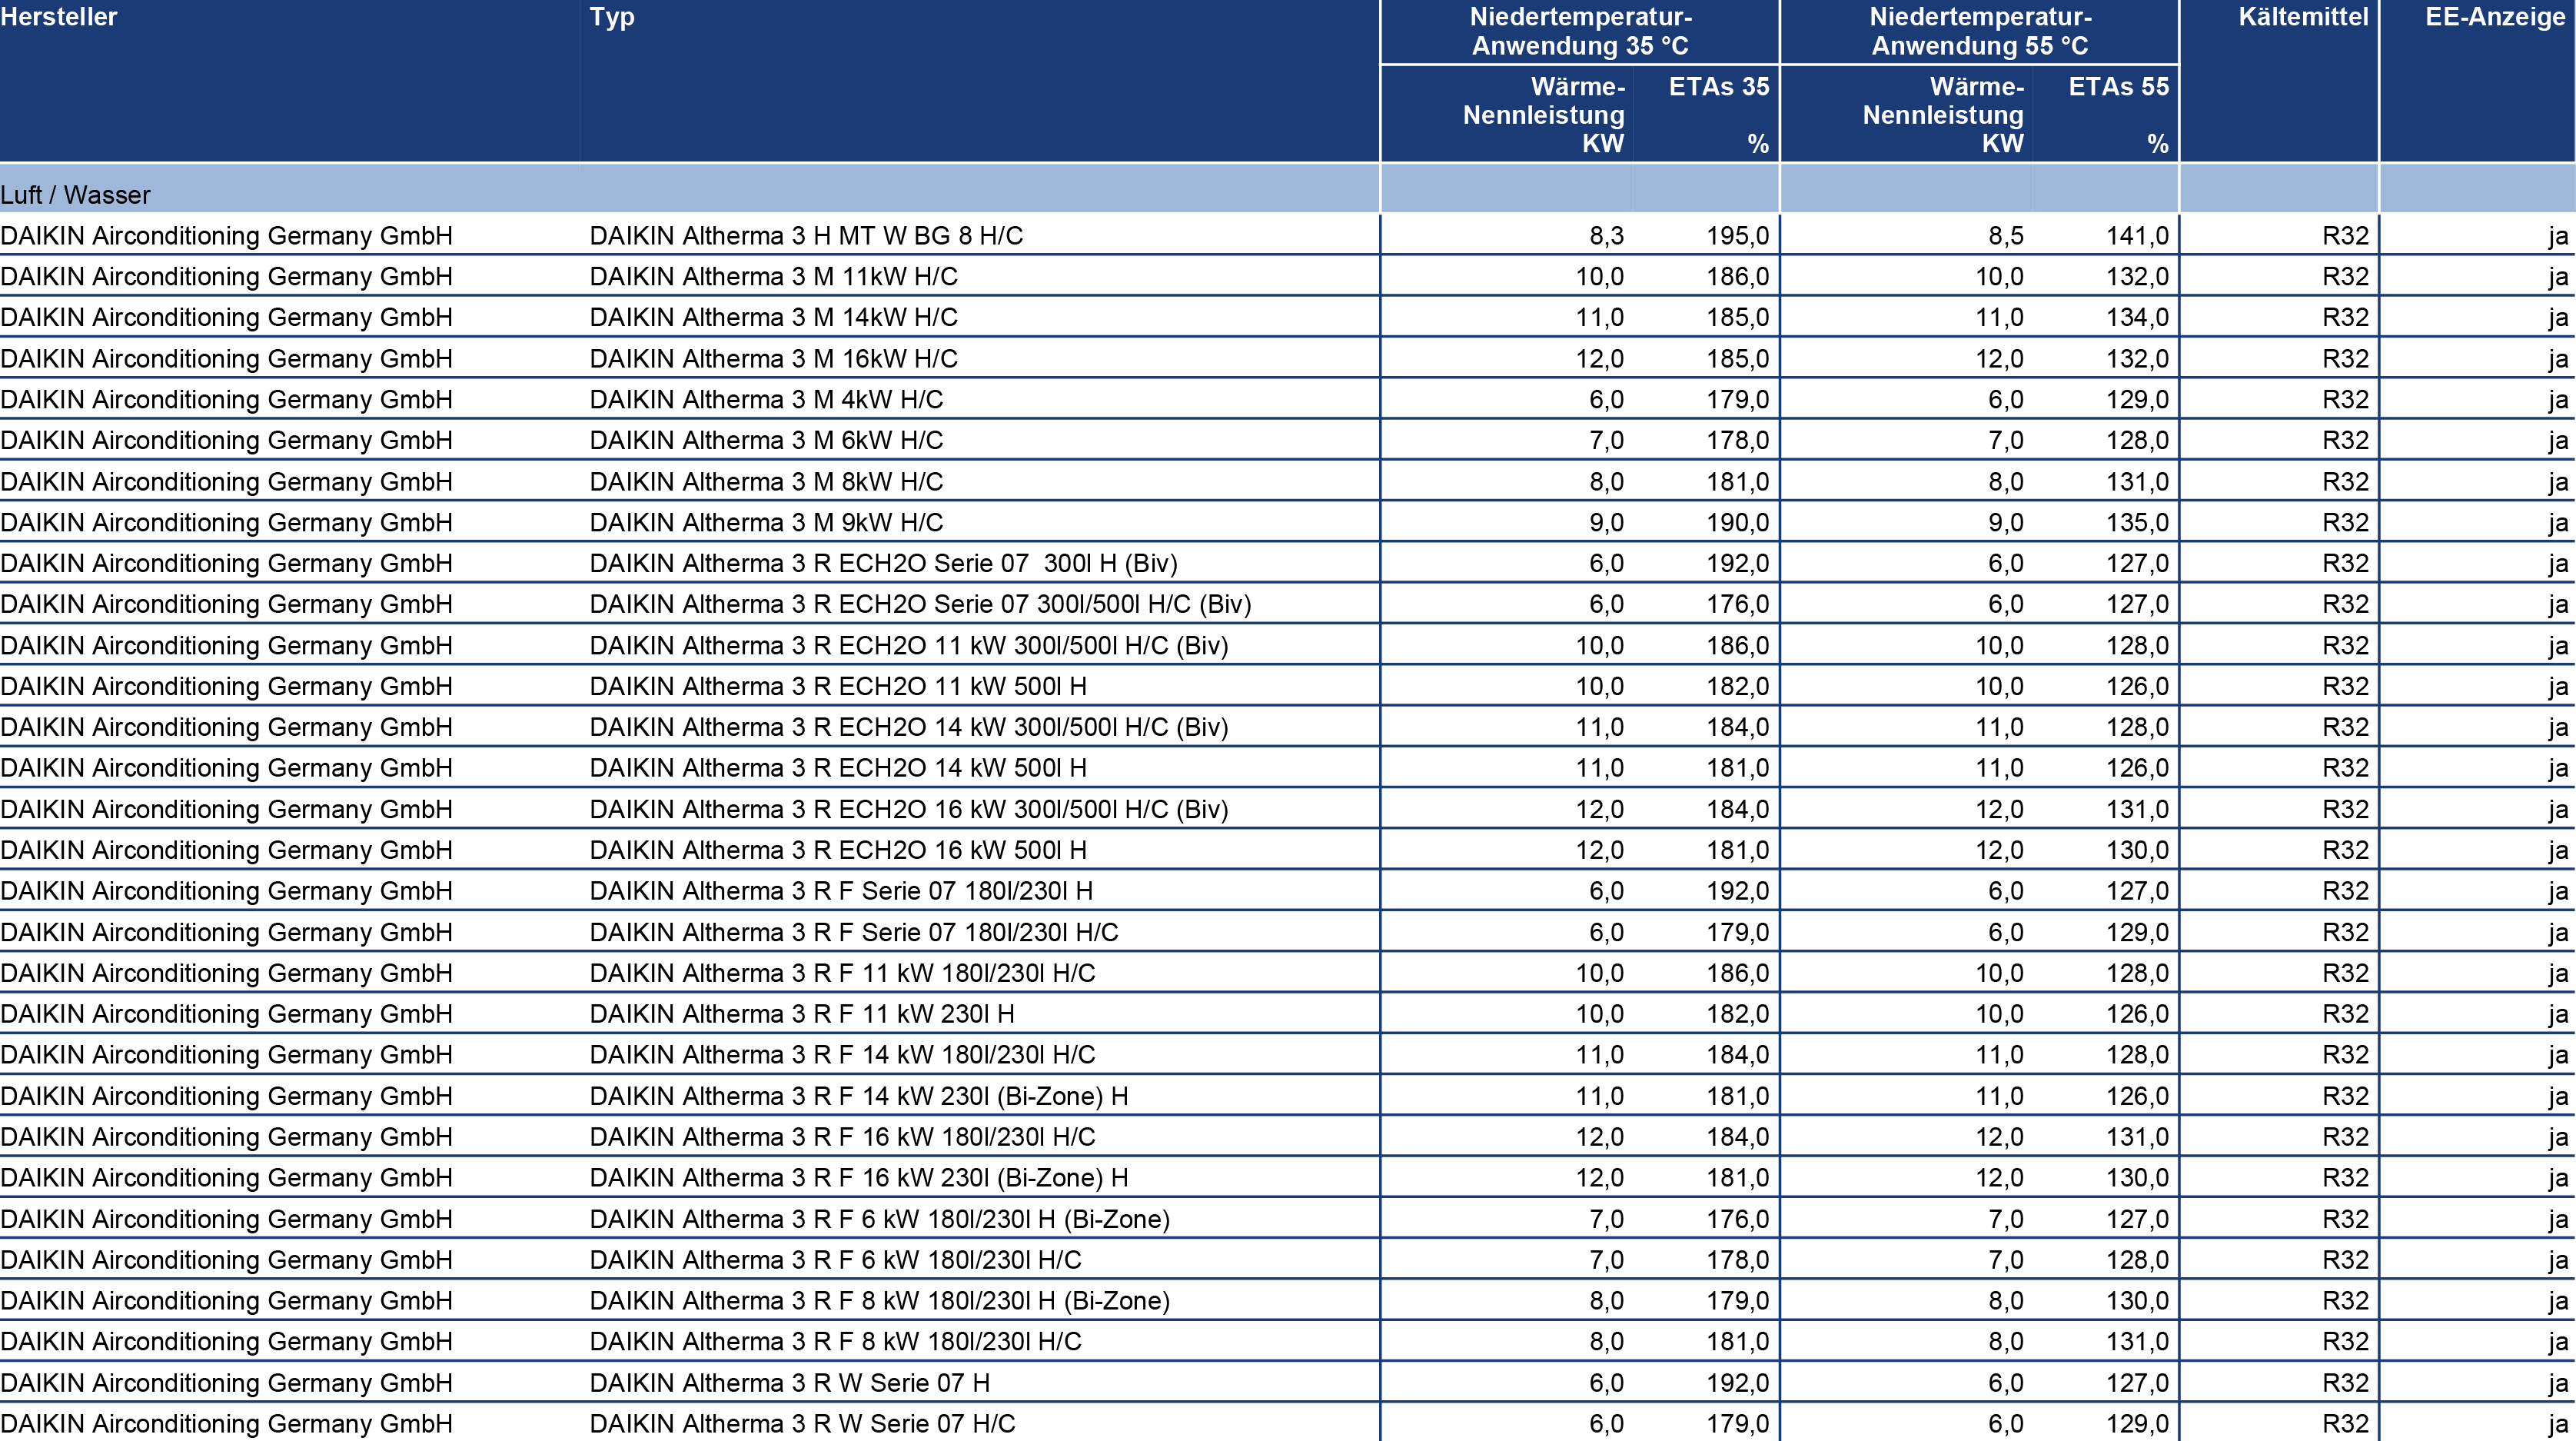 Hersteller Typ Niedertemperatur- Niedertemperatur- Kältemittel EE-Anzeige
Anwendung 35 °C Anwendung 55 °C
Wärme- ETAs 35 Wärme- ETAs 55
Nennleistung Nennleistung
KW % KW %
Luft / Wasser
DAIKIN Airconditioning Germany GmbH DAIKIN Altherma 3 H MT W BG 8 H/C 8,3 195,0 8,5 141,0 R32 ja
DAIKIN Airconditioning Germany GmbH DAIKIN Altherma 3 M 11kW H/C 10,0 186,0 10,0 132,0 R32 ja
DAIKIN Airconditioning Germany GmbH DAIKIN Altherma 3 M 14kW H/C 11,0 185,0 11,0 134,0 R32 ja
DAIKIN Airconditioning Germany GmbH DAIKIN Altherma 3 M 16kW H/C 12,0 185,0 12,0 132,0 R32 ja
DAIKIN Airconditioning Germany GmbH DAIKIN Altherma 3 M 4kW H/C 6,0 179,0 6,0 129,0 R32 ja
DAIKIN Airconditioning Germany GmbH DAIKIN Altherma 3 M 6kW H/C 7,0 178,0 7,0 128,0 R32 ja
DAIKIN Airconditioning Germany GmbH DAIKIN Altherma 3 M 8kW H/C 8,0 181,0 8,0 131,0 R32 ja
DAIKIN Airconditioning Germany GmbH DAIKIN Altherma 3 M 9kW H/C 9,0 190,0 9,0 135,0 R32 ja
DAIKIN Airconditioning Germany GmbH DAIKIN Altherma 3 R ECH2O Serie 07  300l H (Biv) 6,0 192,0 6,0 127,0 R32 ja
DAIKIN Airconditioning Germany GmbH DAIKIN Altherma 3 R ECH2O Serie 07 300l/500l H/C (Biv) 6,0 176,0 6,0 127,0 R32 ja
DAIKIN Airconditioning Germany GmbH DAIKIN Altherma 3 R ECH2O 11 kW 300l/500l H/C (Biv) 10,0 186,0 10,0 128,0 R32 ja
DAIKIN Airconditioning Germany GmbH DAIKIN Altherma 3 R ECH2O 11 kW 500l H 10,0 182,0 10,0 126,0 R32 ja
DAIKIN Airconditioning Germany GmbH DAIKIN Altherma 3 R ECH2O 14 kW 300l/500l H/C (Biv) 11,0 184,0 11,0 128,0 R32 ja
DAIKIN Airconditioning Germany GmbH DAIKIN Altherma 3 R ECH2O 14 kW 500l H 11,0 181,0 11,0 126,0 R32 ja
DAIKIN Airconditioning Germany GmbH DAIKIN Altherma 3 R ECH2O 16 kW 300l/500l H/C (Biv) 12,0 184,0 12,0 131,0 R32 ja
DAIKIN Airconditioning Germany GmbH DAIKIN Altherma 3 R ECH2O 16 kW 500l H 12,0 181,0 12,0 130,0 R32 ja
DAIKIN Airconditioning Germany GmbH DAIKIN Altherma 3 R F Serie 07 180l/230l H 6,0 192,0 6,0 127,0 R32 ja
DAIKIN Airconditioning Germany GmbH DAIKIN Altherma 3 R F Serie 07 180l/230l H/C 6,0 179,0 6,0 129,0 R32 ja
DAIKIN Airconditioning Germany GmbH DAIKIN Altherma 3 R F 11 kW 180l/230l H/C 10,0 186,0 10,0 128,0 R32 ja
DAIKIN Airconditioning Germany GmbH DAIKIN Altherma 3 R F 11 kW 230l H 10,0 182,0 10,0 126,0 R32 ja
DAIKIN Airconditioning Germany GmbH DAIKIN Altherma 3 R F 14 kW 180l/230l H/C 11,0 184,0 11,0 128,0 R32 ja
DAIKIN Airconditioning Germany GmbH DAIKIN Altherma 3 R F 14 kW 230l (Bi-Zone) H 11,0 181,0 11,0 126,0 R32 ja
DAIKIN Airconditioning Germany GmbH DAIKIN Altherma 3 R F 16 kW 180l/230l H/C 12,0 184,0 12,0 131,0 R32 ja
DAIKIN Airconditioning Germany GmbH DAIKIN Altherma 3 R F 16 kW 230l (Bi-Zone) H 12,0 181,0 12,0 130,0 R32 ja
DAIKIN Airconditioning Germany GmbH DAIKIN Altherma 3 R F 6 kW 180l/230l H (Bi-Zone) 7,0 176,0 7,0 127,0 R32 ja
DAIKIN Airconditioning Germany GmbH DAIKIN Altherma 3 R F 6 kW 180l/230l H/C 7,0 178,0 7,0 128,0 R32 ja
DAIKIN Airconditioning Germany GmbH DAIKIN Altherma 3 R F 8 kW 180l/230l H (Bi-Zone) 8,0 179,0 8,0 130,0 R32 ja
DAIKIN Airconditioning Germany GmbH DAIKIN Altherma 3 R F 8 kW 180l/230l H/C 8,0 181,0 8,0 131,0 R32 ja
DAIKIN Airconditioning Germany GmbH DAIKIN Altherma 3 R W Serie 07 H 6,0 192,0 6,0 127,0 R32 ja
DAIKIN Airconditioning Germany GmbH DAIKIN Altherma 3 R W Serie 07 H/C 6,0 179,0 6,0 129,0 R32 ja